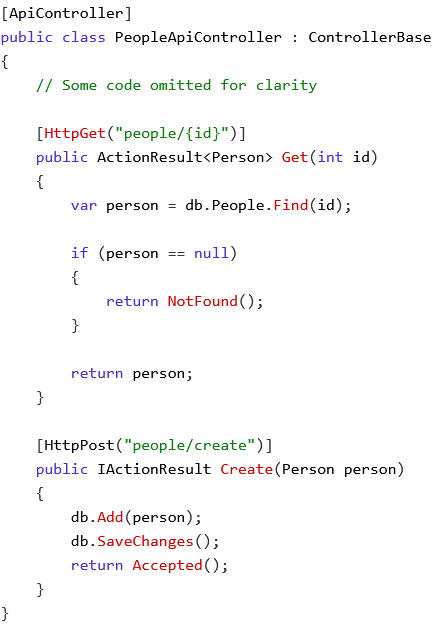 [ApiController]
public class PeopleApiController : ControllerBase
{
    // Some code omitted for clarity

    [HttpGet("people/{id}")]
    public ActionResult<Person> Get(int id)
    {
        var person = db.People.Find(id);

        if (person == null)
        {
            return NotFound();
        }

        return person;
    }

    [HttpPost("people/create")]
    public IActionResult Create(Person person)
    {
        db.Add(person);
        db.SaveChanges();
        return Accepted();
    }
}